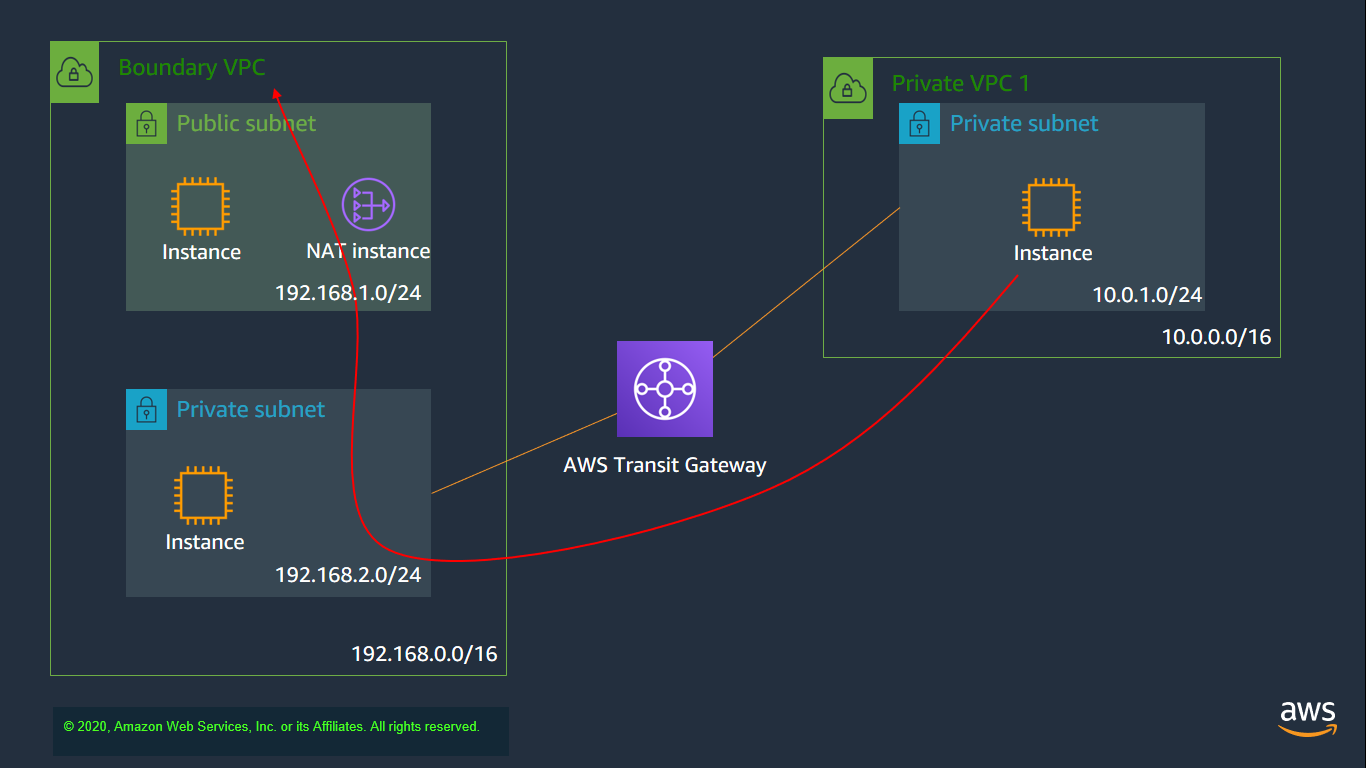 Boundary VPC
Public subnet
Instance
NAT instance
192.168.1.0/24
Private subnet
Instance
192.168.2.0/24
192.168.0.0/16
AWS Transit Gateway
Private VPC 1
Private subnet
Instance
10.0.1.0/24
10.0.0.0/16
© 2020, Amazon Web Services, Inc. or its Affiliates. All rights reserved.
aws